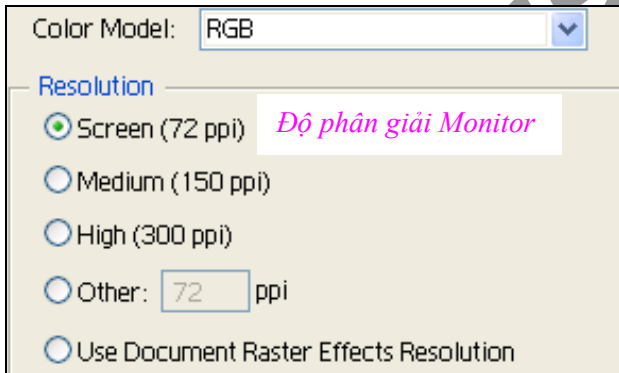 Color Model: RGB
Resolution
Screen (72 ppi) Độ phân giải Monitor
Medium (150 ppi)
High (300 ppi)
Other: 72 ppi
Use Document Raster Effects Resolution